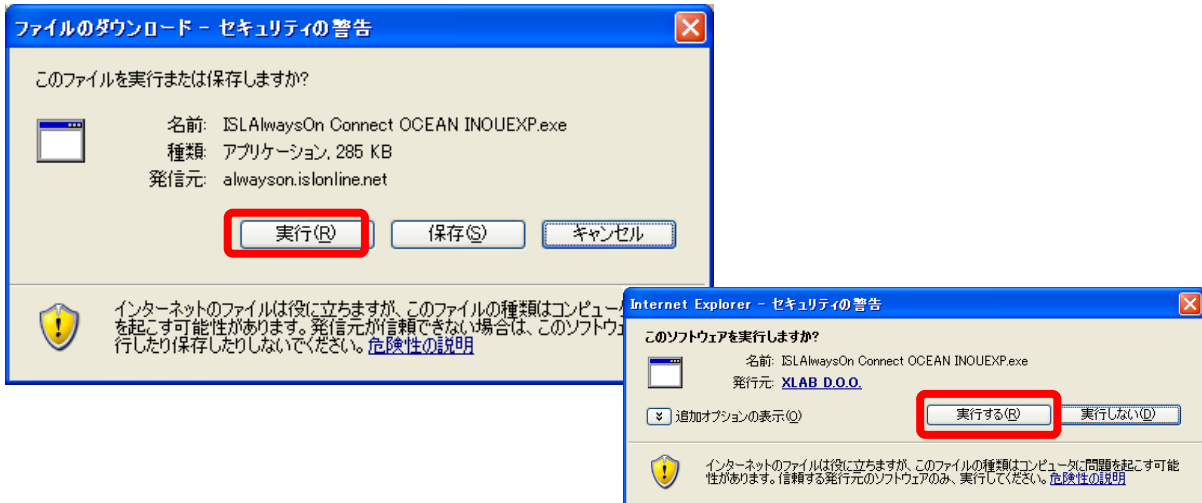 ファイルのダウンロード - セキュリティの警告
このファイルを実行または保存しますか?
名前: ISLAlwaysOn Connect OCEAN INOUEXP.exe
種類: アプリケーション, 285 KB
発信元: alwayson.islonline.net
実行(R) 保存(S) キャンセル
インターネットのファイルは役に立ちますが、このファイルの種類はコンピュータ
を起こす可能性があります。発信元が信頼できない場合は、このソフトウェ
行したり保存したりしないでください。危険性の説明
Internet Explorer - セキュリティの警告
このソフトウェアを実行しますか?
名前: ISLAlwaysOn Connect OCEAN INOUEXP.exe
発行元: XLAB D.O.O.
追加オプションの表示(O) 実行する(R) 実行しない(D)
インターネットのファイルは役に立ちますが、このファイルの種類はコンピュータに問題を起こす可能
性があります。信頼する発行元のソフトウェアのみ、実行してください。危険性の説明